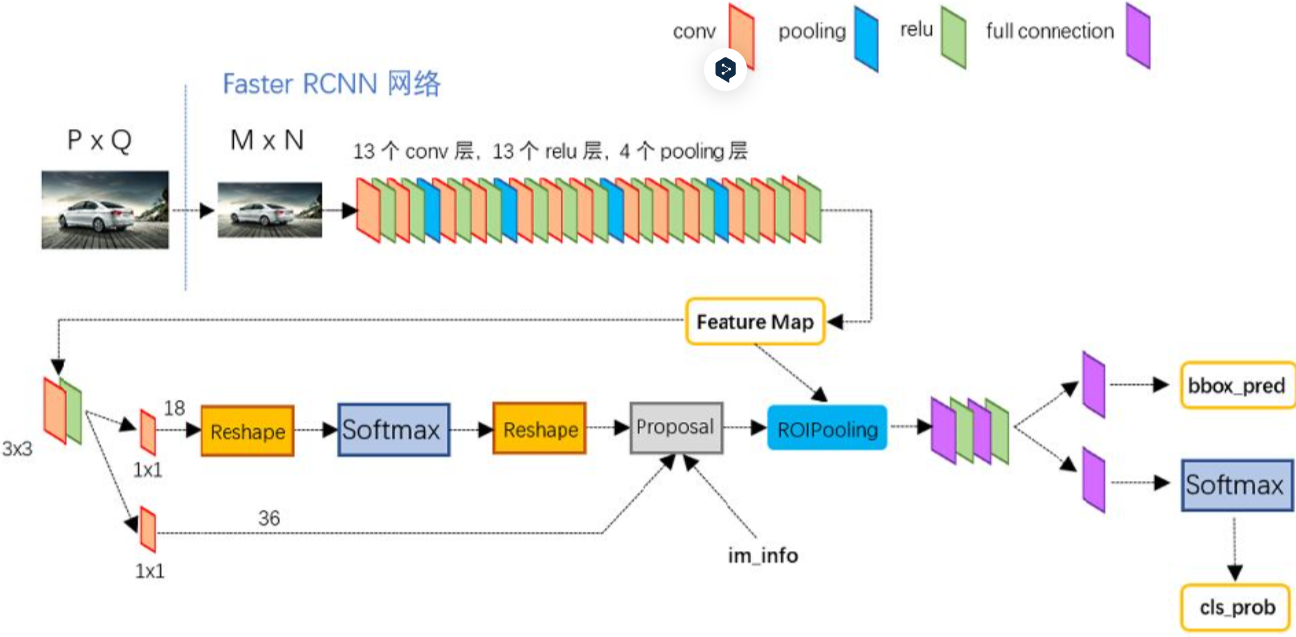 conv pooling relu full connection
Faster RCNN 网络
P x Q
M x N
13 个 conv 层, 13 个 relu 层, 4 个 pooling 层
Feature Map
3x3
18
1x1
Reshape
Softmax
Reshape
Proposal
ROIPooling
bbox_pred
Softmax
36
1x1
im_info
cls_prob